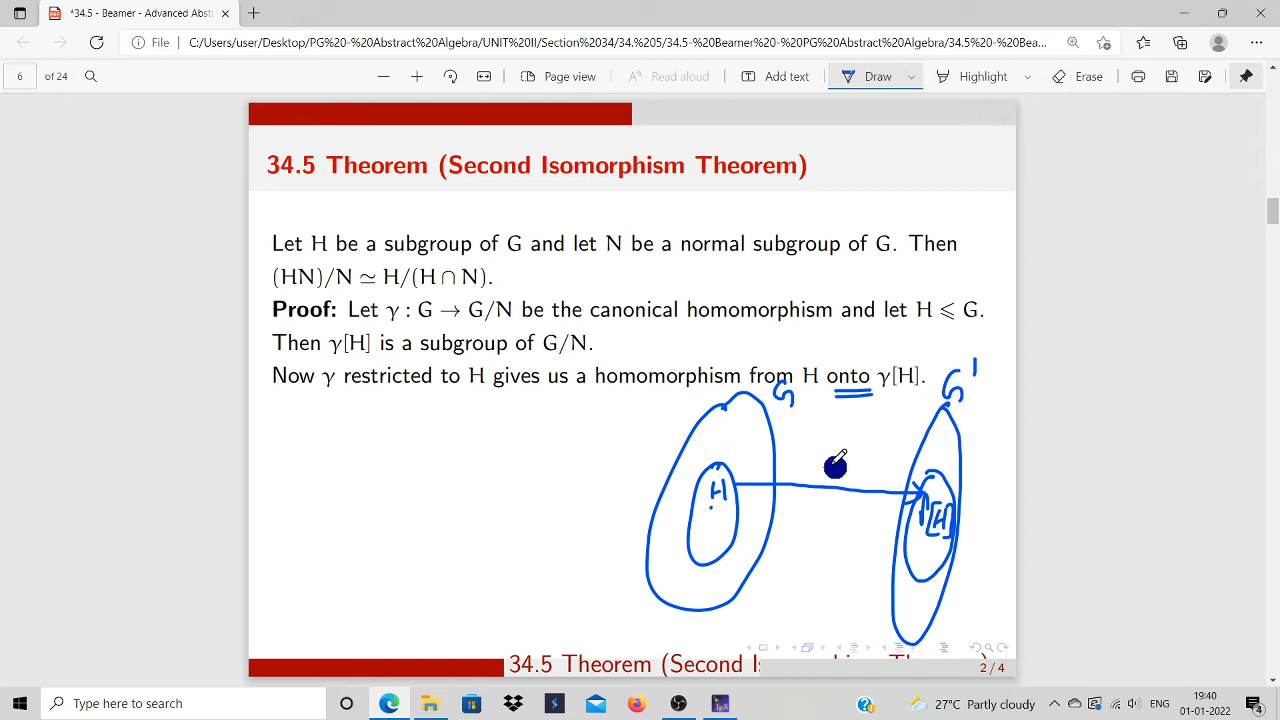 *34.5 - Beamer - Advanced Abstr
File
C:/Users/user/Desktop/PG%20-%20Abstract%20Algebra/UNIT%20II/Section%2034/34.%205/34.5-%20Beamer%20-%20PG%20Abstract%20Algebra/34.5%20-%20Bea...
6 of 24
Page view
Read aloud
Add text
Draw
Highlight
Erase
34.5 Theorem (Second Isomorphism Theorem)
Let H be a subgroup of G and let N be a normal subgroup of G. Then
(HN)/N ≃ H/(H ∩ N).
Proof: Let γ : G → G/N be the canonical homomorphism and let H ⩽ G.
Then γ[H] is a subgroup of G/N.
Now γ restricted to H gives us a homomorphism from H onto γ[H].
G G'
H [H]
34.5 Theorem (Second Is
2/4
Type here to search
27°C Partly cloudy
ENG
19:40
01-01-2022
4